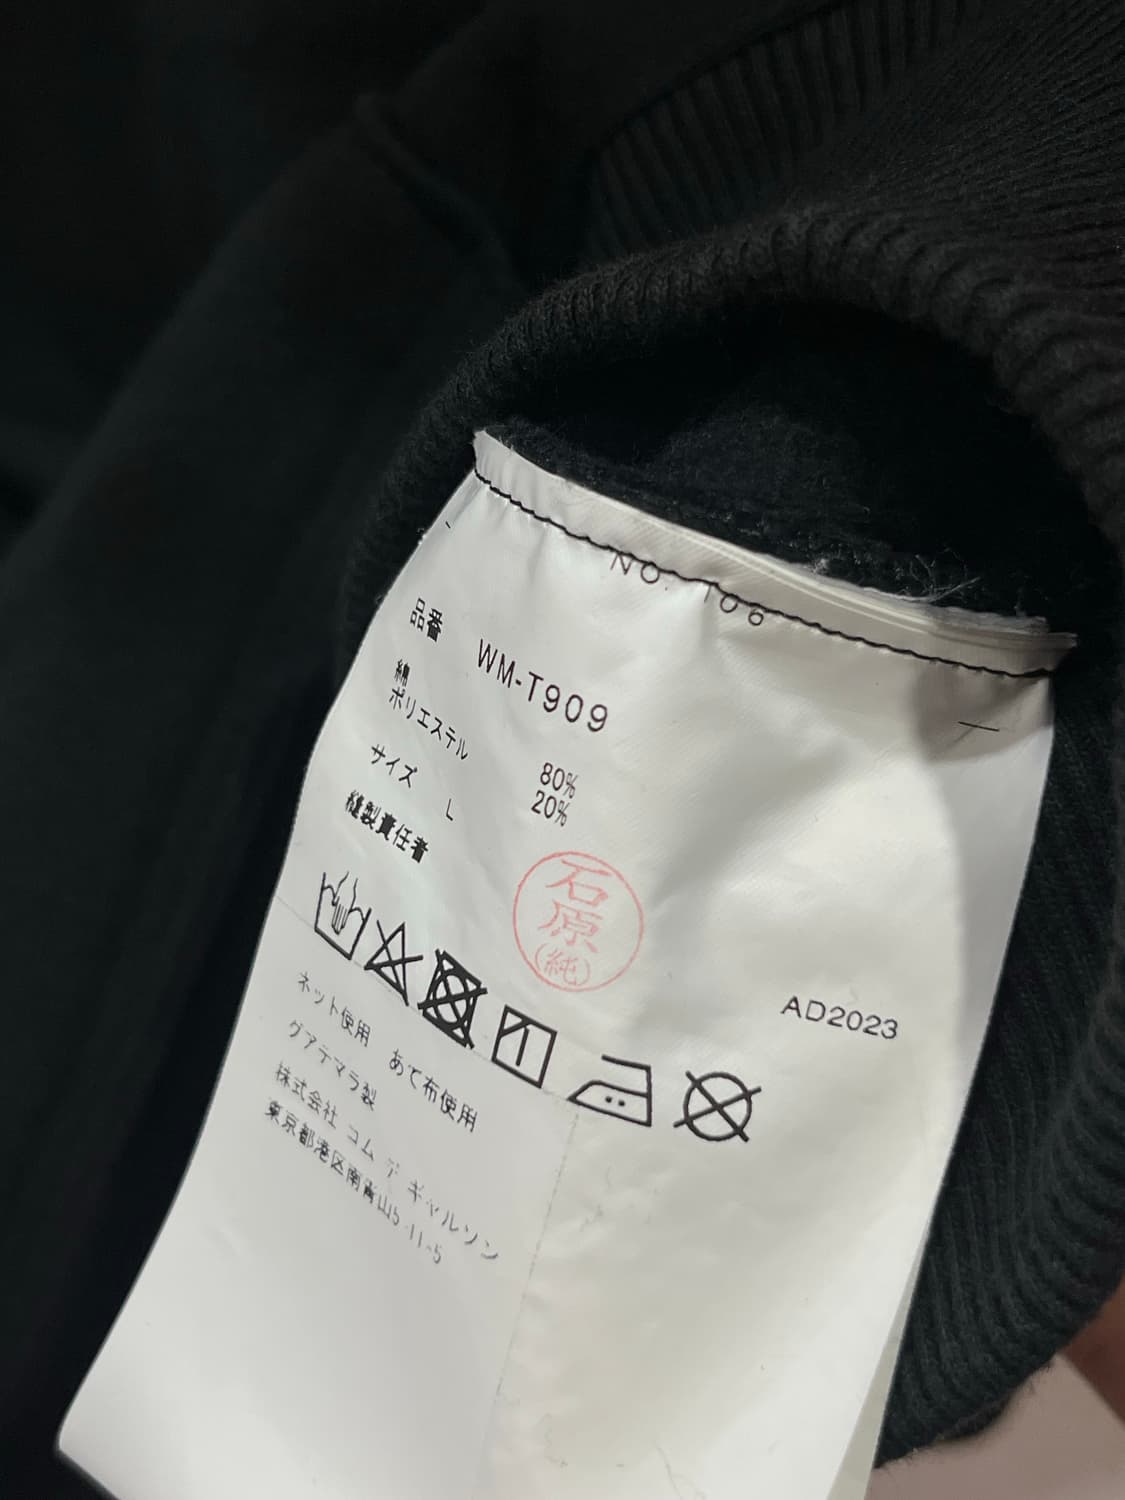 NO. 106
品番 WM-T909
綿 80%
ポリエステル 20%
サイズ L
縫製責任者
石原
(純)
AD2023
ネット使用 あて布使用
グアテマラ製
株式会社 コム デ ギャルソン
東京都港区南青山5-11-5